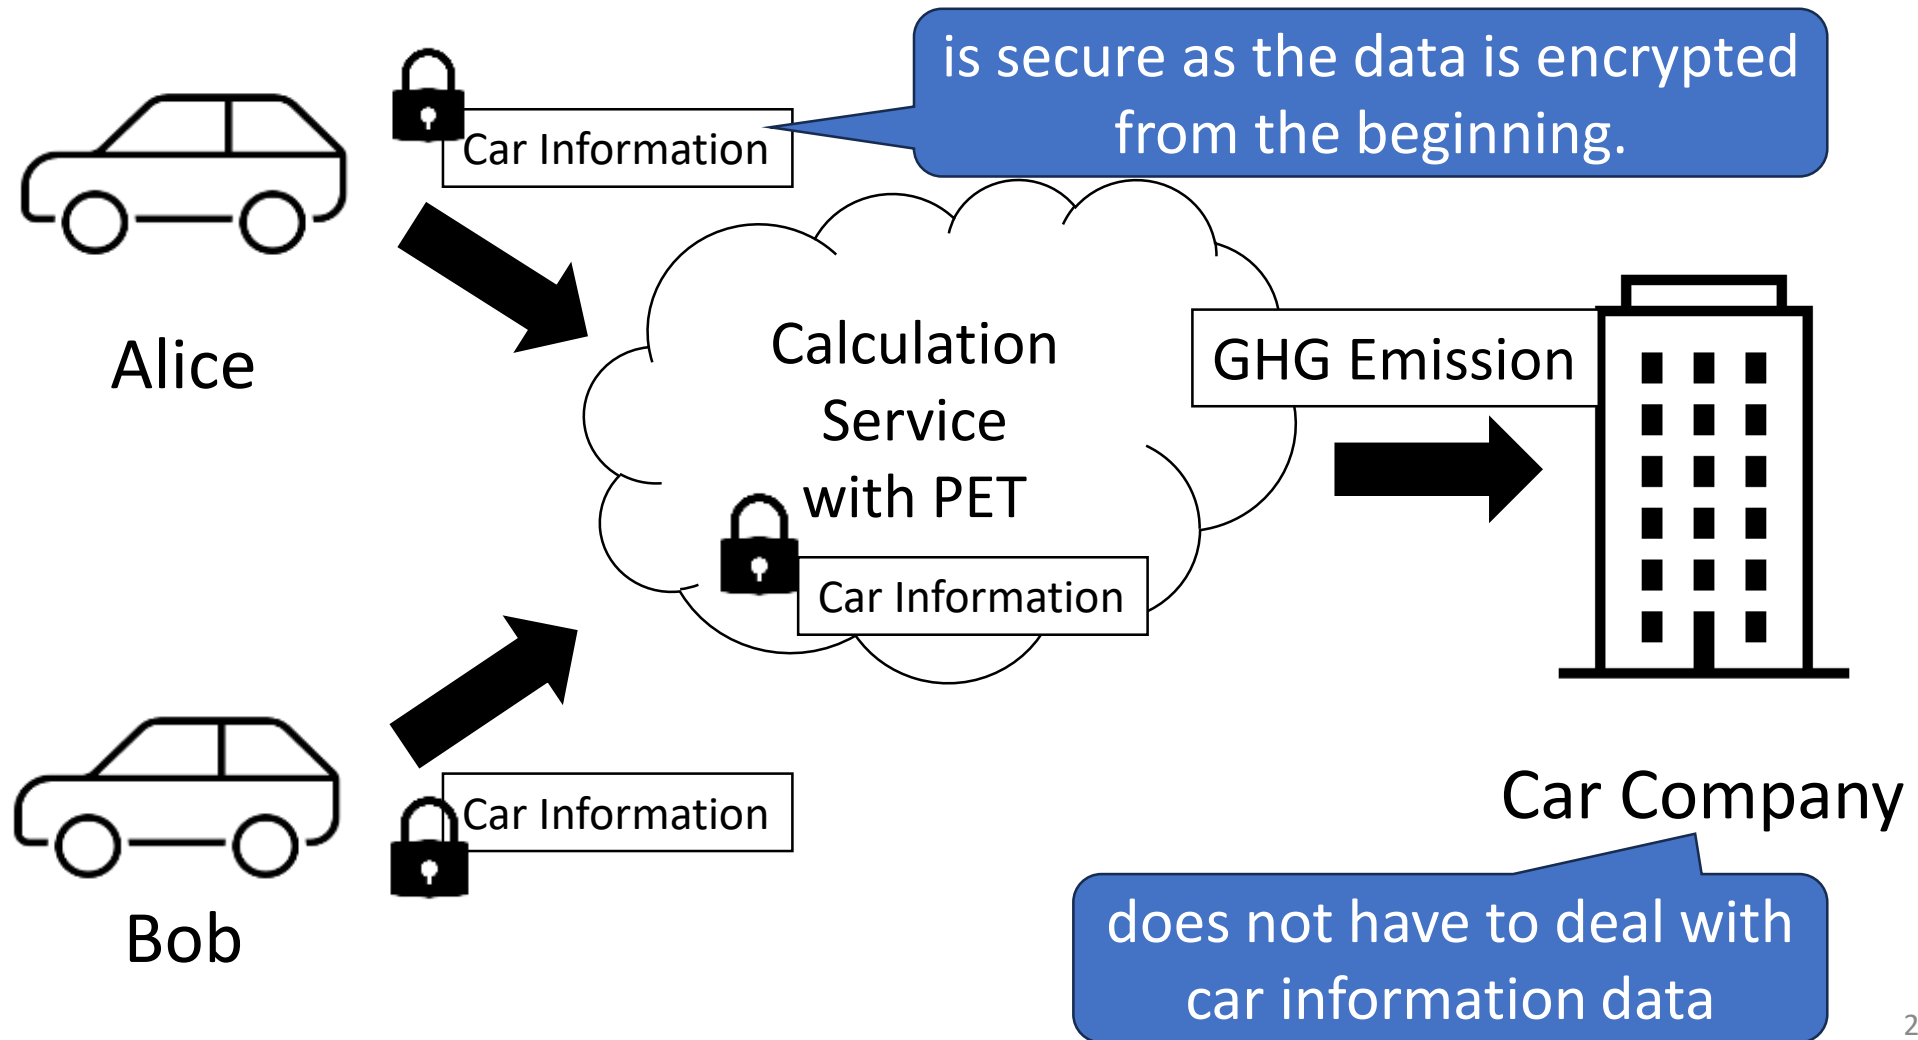 is secure as the data is encrypted
from the beginning.
Car Information
Alice
Calculation
Service
with PET
GHG Emission
Car Information
Car Information
Bob
Car Company
does not have to deal with
car information data
2